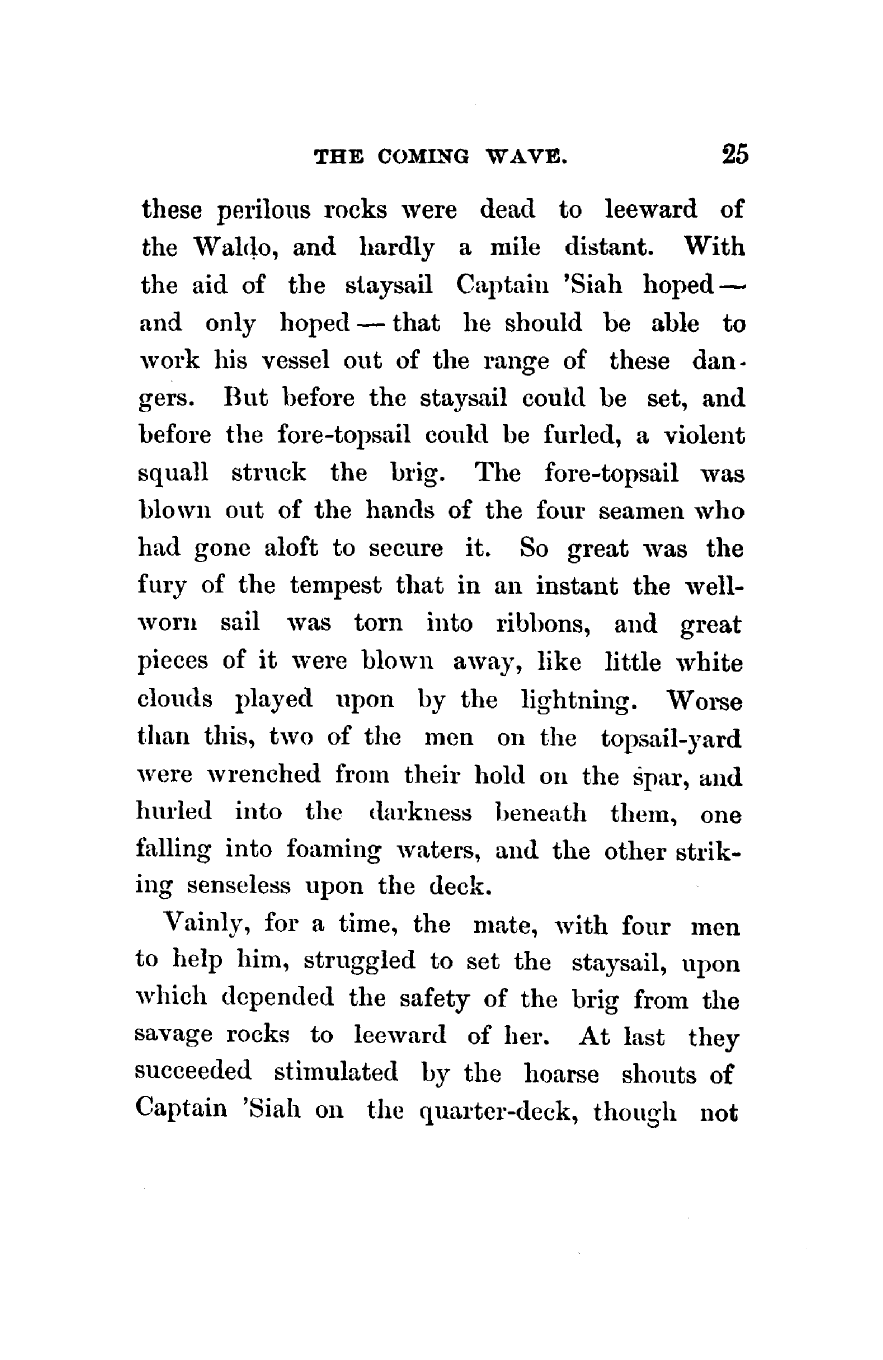 THE COMING WAVE. 25
these perilous rocks were dead to leeward of
the Waldo, and hardly a mile distant. With
the aid of the staysail Captain 'Siah hoped—
and only hoped — that he should be able to
work his vessel out of the range of these dan-
gers. But before the staysail could be set, and
before the fore-topsail could be furled, a violent
squall struck the brig. The fore-topsail was
blown out of the hands of the four seamen who
had gone aloft to secure it. So great was the
fury of the tempest that in an instant the well-
worn sail was torn into ribbons, and great
pieces of it were blown away, like little white
clouds played upon by the lightning. Worse
than this, two of the men on the topsail-yard
were wrenched from their hold on the spar, and
hurled into the darkness beneath them, one
falling into foaming waters, and the other strik-
ing senseless upon the deck.
Vainly, for a time, the mate, with four men
to help him, struggled to set the staysail, upon
which depended the safety of the brig from the
savage rocks to leeward of her. At last they
succeeded stimulated by the hoarse shouts of
Captain 'Siah on the quarter-deck, though not